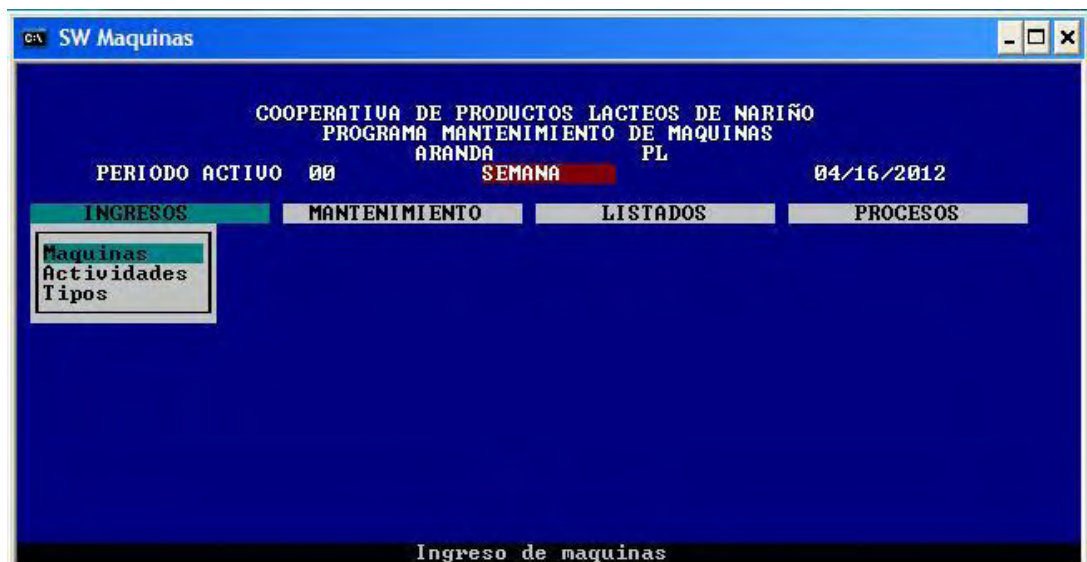 SW Maquinas
COOPERATIVA DE PRODUCTOS LACTEOS DE NARIÑO
PROGRAMA MANTENIMIENTO DE MAQUINAS
ARANDA PL
PERIODO ACTIVO 00 SEMANA 04/16/2012
INGRESOS MANTENIMIENTO LISTADOS PROCESOS
Maquinas
Actividades
Tipos
Ingreso de maquinas